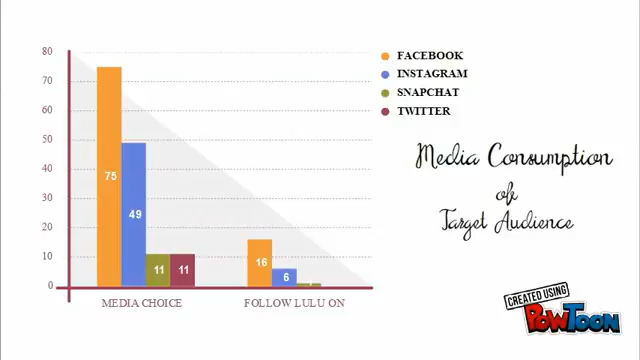 80
70
60
50
40
30
20
10
0
75
49
11
11
16
6
MEDIA CHOICE
FOLLOW LULU ON
FACEBOOK
INSTAGRAM
SNAPCHAT
TWITTER
Media Consumption
of
Target Audience
CREATED USING
POWTOON